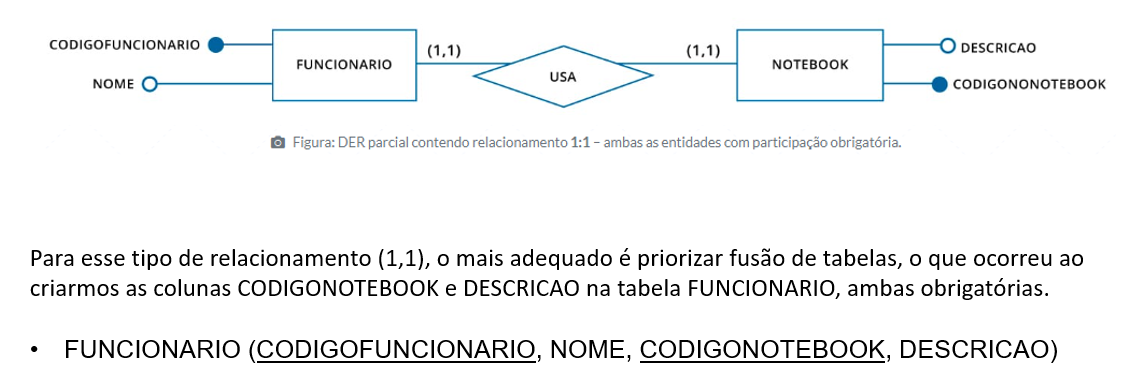 CODIGOFUNCIONARIO
NOME
FUNCIONARIO
(1,1)
USA
(1,1)
NOTEBOOK
DESCRICAO
CODIGONONOTEBOOK
Figura: DER parcial contendo relacionamento 1:1 – ambas as entidades com participação obrigatória.
Para esse tipo de relacionamento (1,1), o mais adequado é priorizar fusão de tabelas, o que ocorreu ao
criarmos as colunas CODIGONOTEBOOK e DESCRICAO na tabela FUNCIONARIO, ambas obrigatórias.
• FUNCIONARIO (CODIGOFUNCIONARIO, NOME, CODIGONOTEBOOK, DESCRICAO)